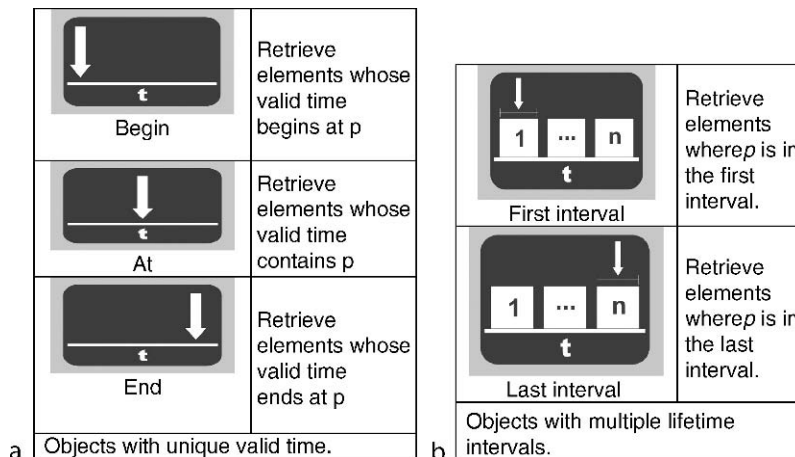 t
Begin
Retrieve
elements whose
valid time
begins at p
t
At
Retrieve
elements whose
valid time
contains p
t
End
Retrieve
elements whose
valid time
ends at p
a
Objects with unique valid time.
1 ... n
t
First interval
Retrieve
elements
wherep is in
the first
interval.
1 ... n
t
Last interval
Retrieve
elements
wherep is in
the last
interval.
b
Objects with multiple lifetime
intervals.